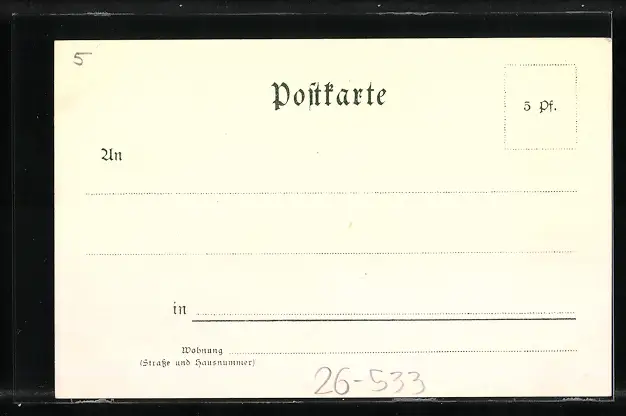 5
Postkarte
5 Pf.
An
in
Wohnung
(Straße und Hausnummer)
26-533